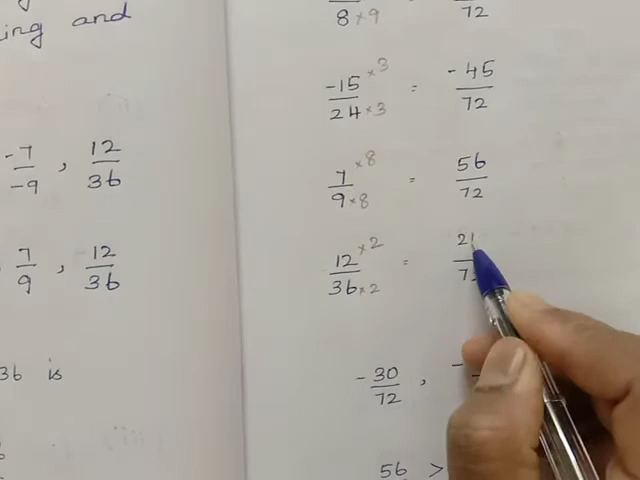 ing and
-7/-9 , 12/36
7/9 , 12/36
36 is
8 ×9 72
-15 ×3 / 24 ×3 = -45/72
7 ×8 / 9 ×8 = 56/72
12 ×2 / 36 ×2 = 2
-30/72 ,
56 >